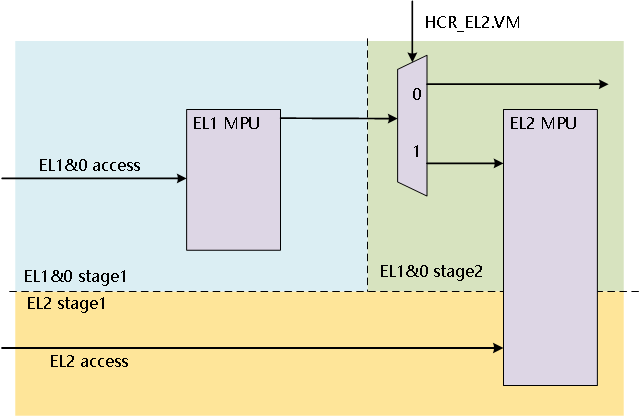 HCR_EL2.VM
0
EL1 MPU
EL2 MPU
1
EL1&0 access
EL1&0 stage1
EL1&0 stage2
EL2 stage1
EL2 access